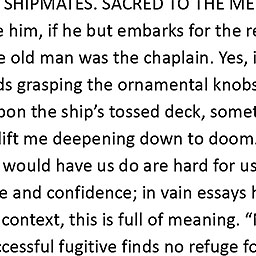 SHIPMATES. SACRED TO THE ME
him, if he but embarks for the re
old man was the chaplain. Yes, i
ds grasping the ornamental knobs
pon the ship's tossed deck, somet
lift me deepening down to doom.
would have us do are hard for us
e and confidence; in vain essays h
context, this is full of meaning. “
ccessful fugitive finds no refuge fo